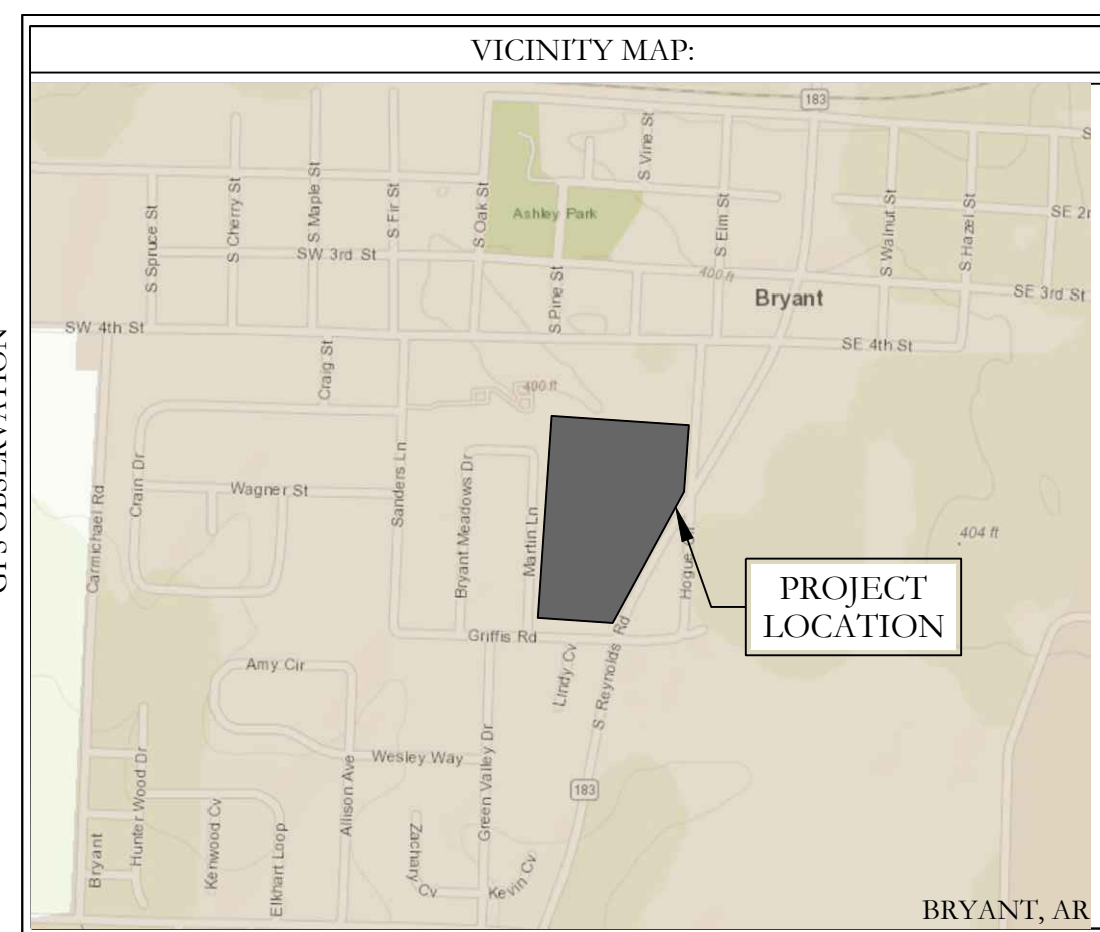 VICINITY MAP:
GPS OBSERVATION
183
S Vine St
S Cherry St
S Maple St
S Fir St
S Oak St
Ashley Park
S Elm St
S Walnut St
S Hazel St
S Spruce St
SW 3rd St
S Pine St
400 ft
Bryant
SE 3rd St
SW 4th St
SE 4th St
Craig St
400 ft
Carmichael Rd
Crain Dr
Wagner St
Sanders Ln
Bryant Meadows Dr
Martin Ln
404 ft
PROJECT
LOCATION
Griffis Rd
Lindy Cv
S Reynolds Rd
Amy Cir
Wesley Way
Allison Ave
Green Valley Dr
183
Hunter Wood Dr
Bryant
Kenwood Cv
Elkhart Loop
Zachary Cv
Kevin Cv
BRYANT, AR